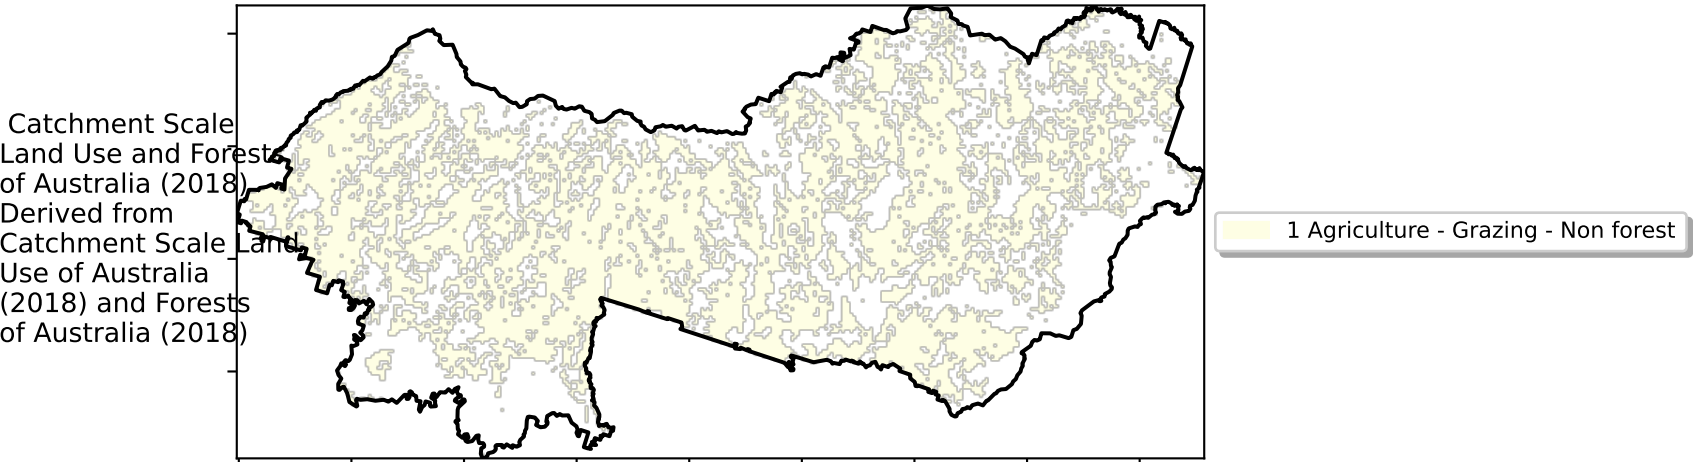 Catchment Scale
Land Use and Forests
of Australia (2018)
Derived from
Catchment Scale Land
Use of Australia
(2018) and Forests
of Australia (2018)
1 Agriculture - Grazing - Non forest